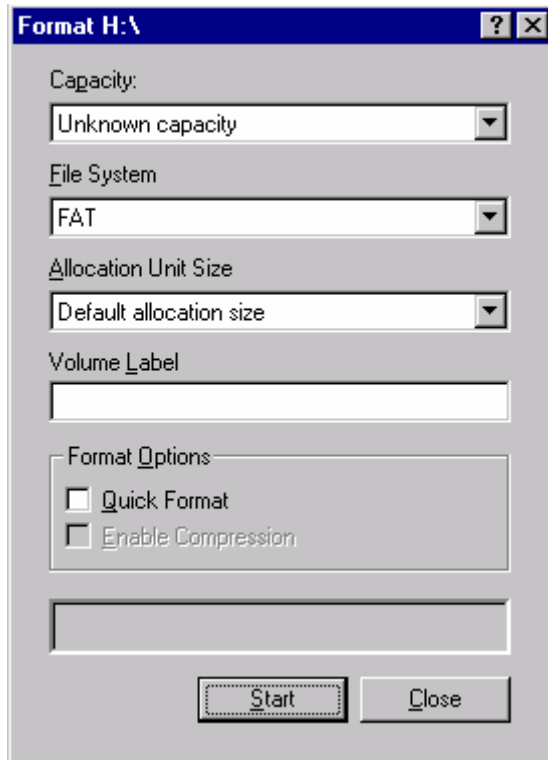 Format H:\
?
Capacity:
Unknown capacity
File System
FAT
Allocation Unit Size
Default allocation size
Volume Label
Format Options
Quick Format
Enable Compression
Start Close